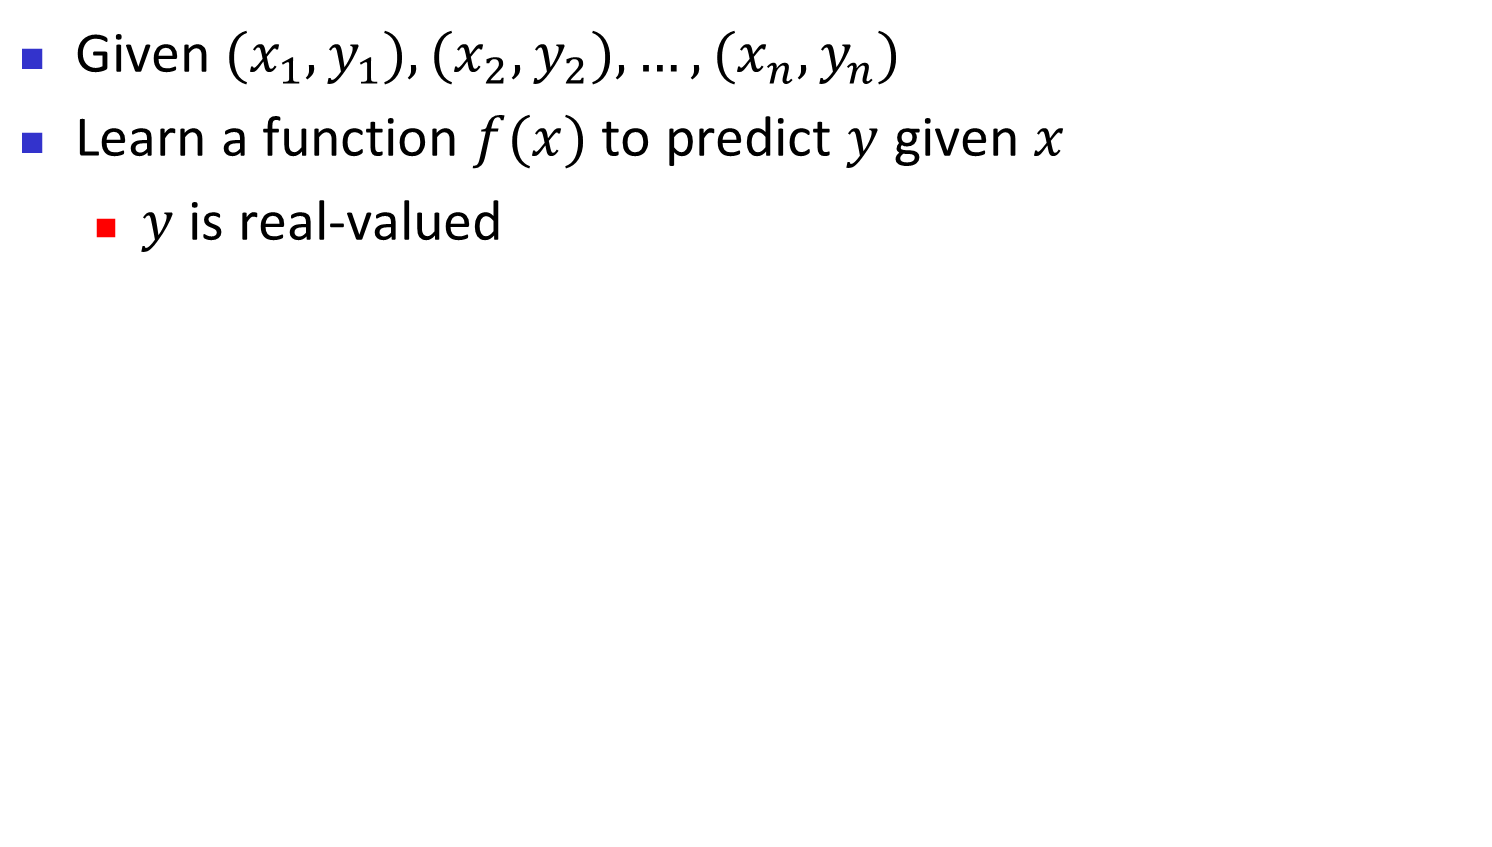 Given (x₁, y₁), (x₂, y₂), … , (xₙ, yₙ)
Learn a function f(x) to predict y given x
y is real-valued